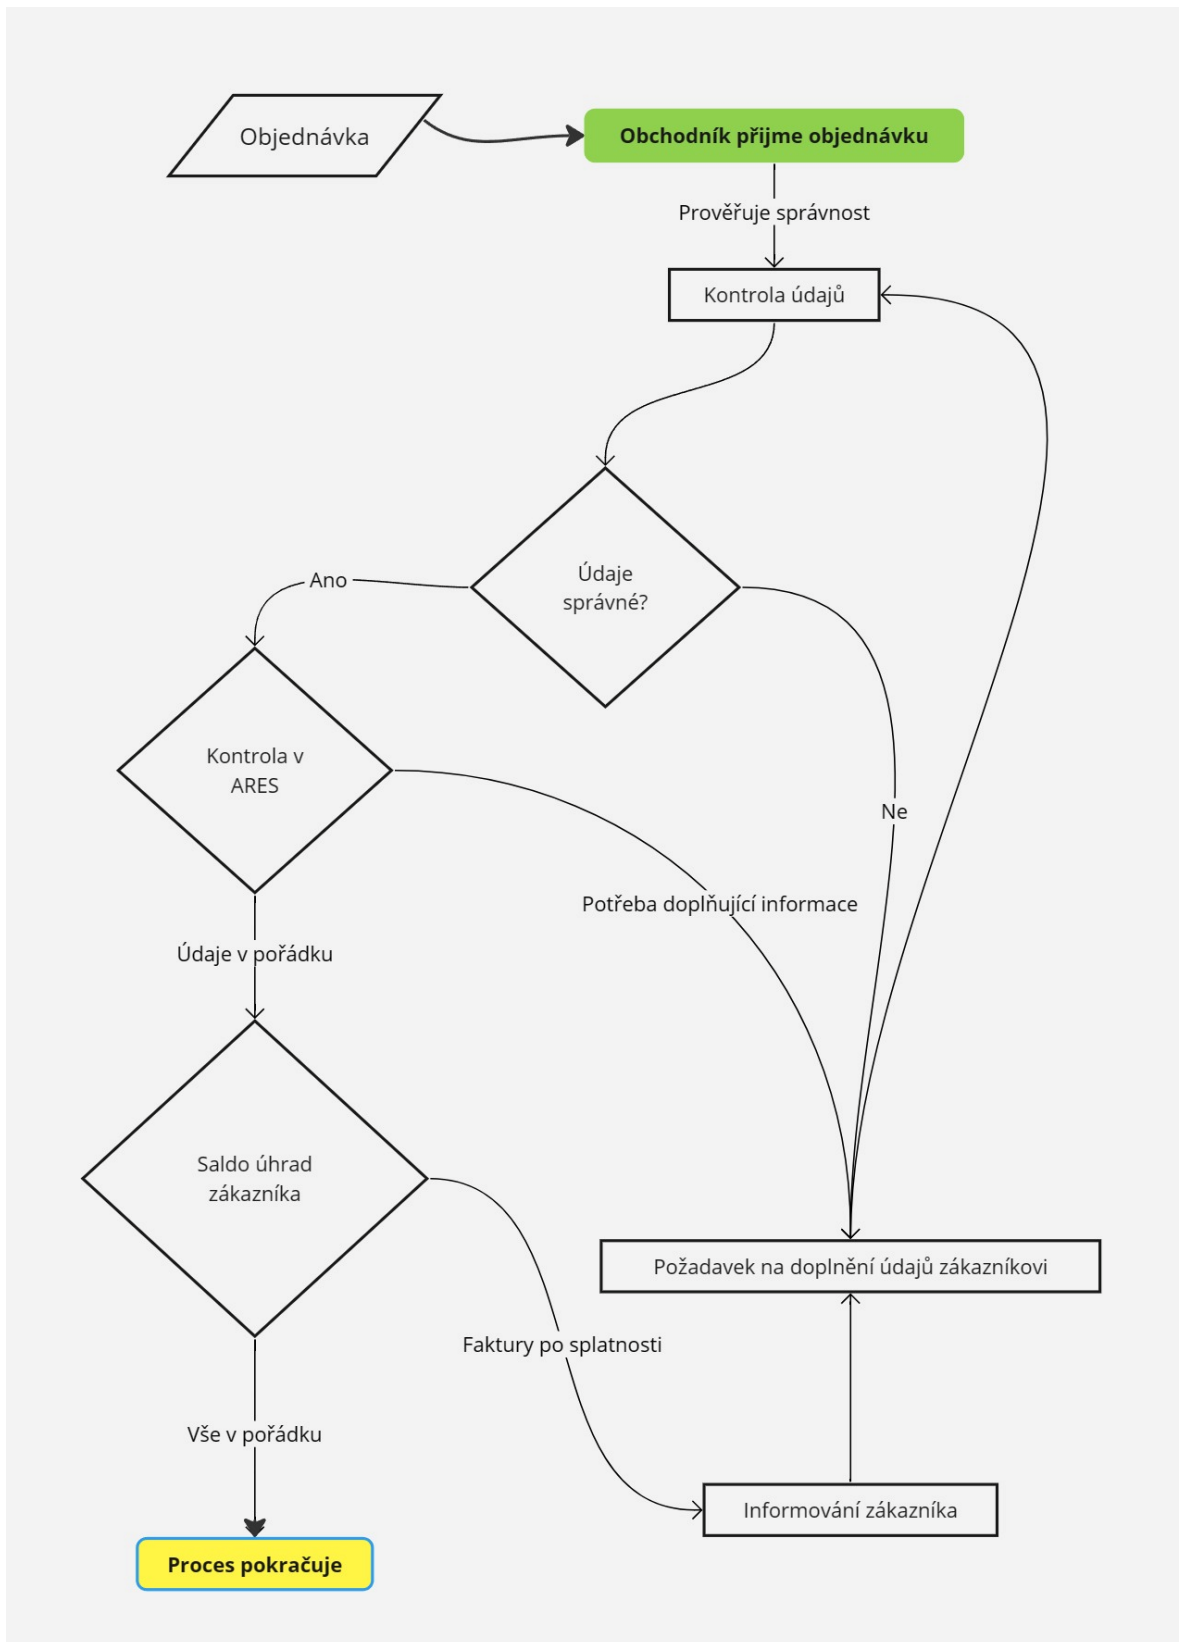 Objednávka
Obchodník přijme objednávku
Prověřuje správnost
Kontrola údajů
Údaje
správné?
Ano
Kontrola v
ARES
Ne
Potřeba doplňující informace
Údaje v pořádku
Saldo úhrad
zákazníka
Požadavek na doplnění údajů zákazníkovi
Faktury po splatnosti
Vše v pořádku
Informování zákazníka
Proces pokračuje